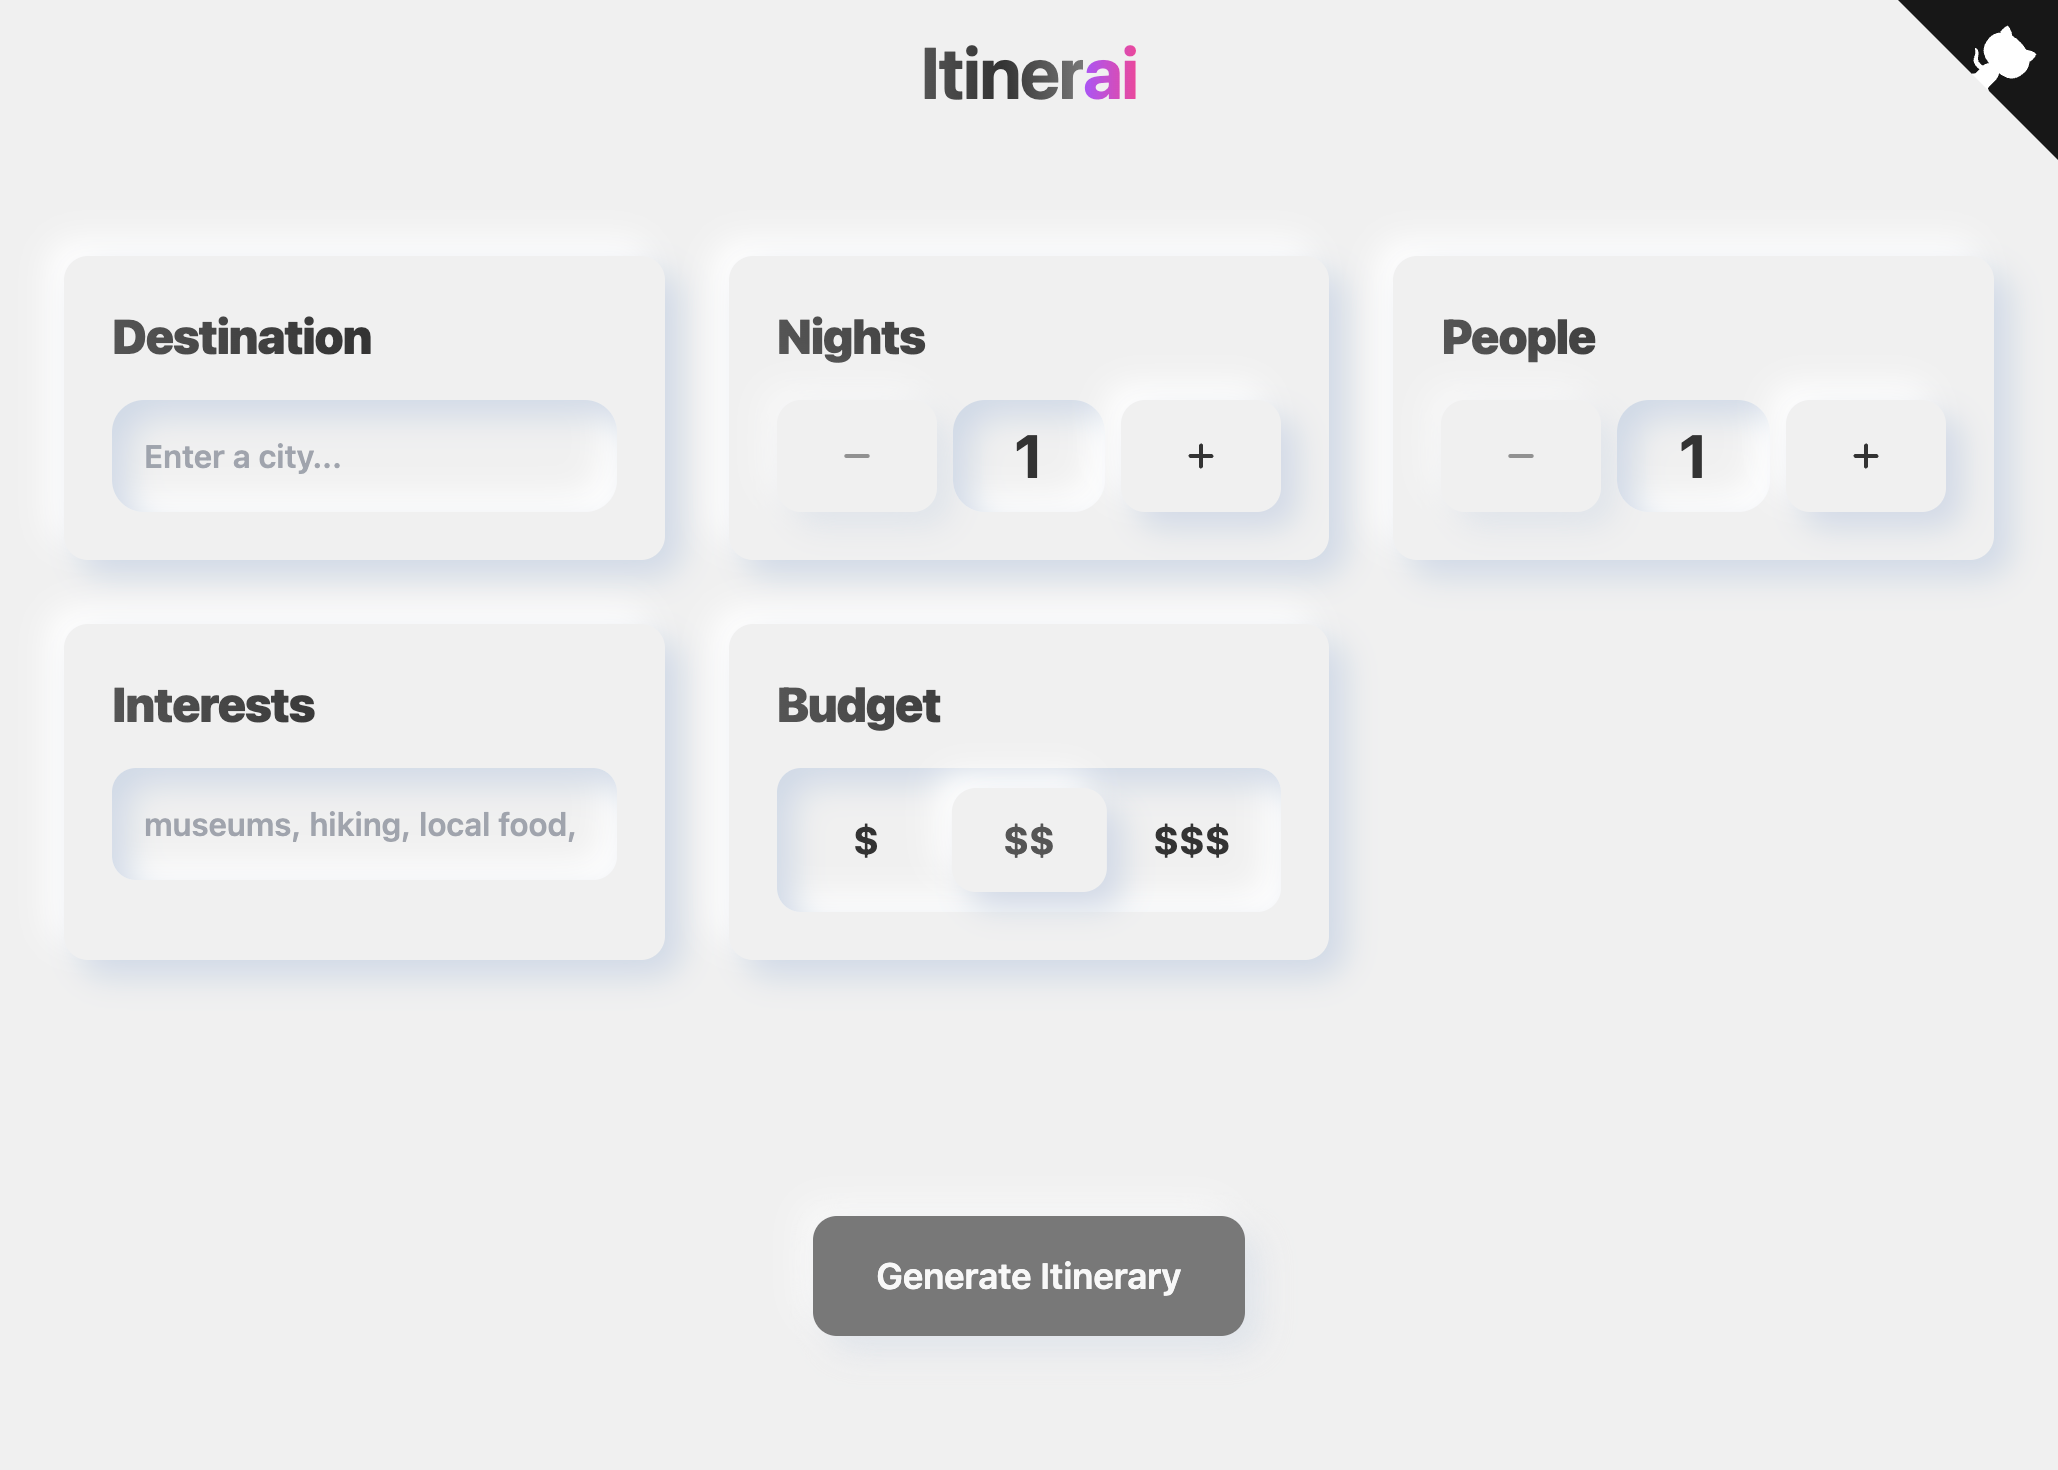 Itinerai
Destination
Enter a city...
Nights
− 1 +
People
− 1 +
Interests
museums, hiking, local food,
Budget
$ $$ $$$
Generate Itinerary